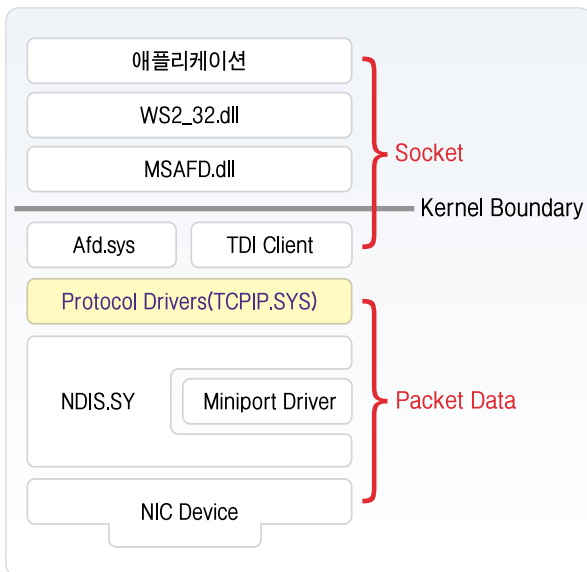 애플리케이션
WS2_32.dll
MSAFD.dll
Socket
Kernel Boundary
Afd.sys
TDI Client
Protocol Drivers(TCPIP.SYS)
NDIS.SY
Miniport Driver
Packet Data
NIC Device